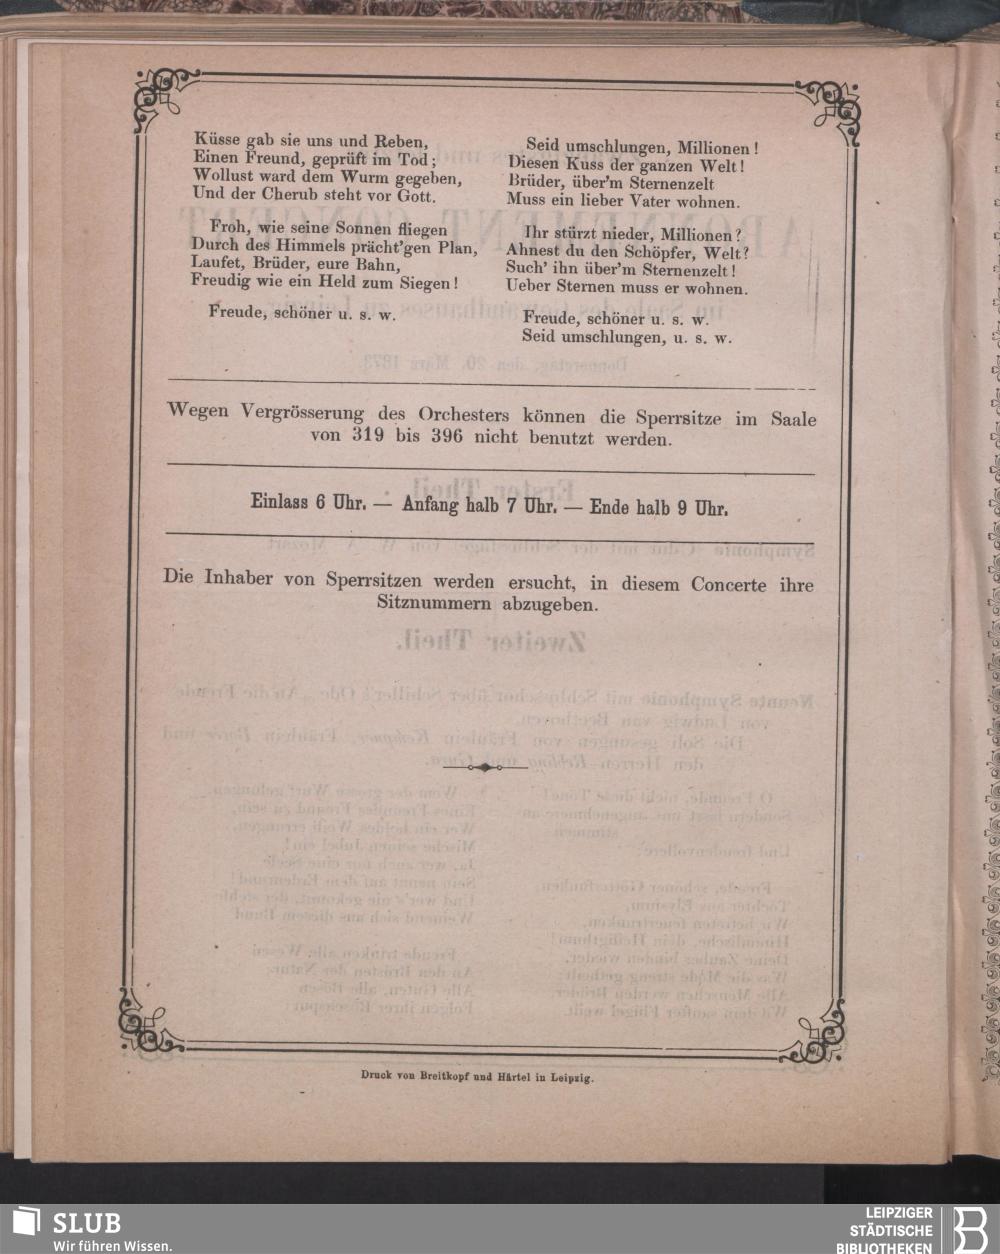 Küsse gab sie uns und Reben,
Einen Freund, geprüft im Tod;
Wollust ward dem Wurm gegeben,
Und der Cherub steht vor Gott.
Froh, wie seine Sonnen fliegen
Durch des Himmels prächt'gen Plan,
Laufet, Brüder, eure Bahn,
Freudig wie ein Held zum Siegen!
Freude, schöner u. s. w.
Seid umschlungen, Millionen!
Diesen Kuss der ganzen Welt!
Brüder, über'm Sternenzelt
Muss ein lieber Vater wohnen.
Ihr stürzt nieder, Millionen?
Ahnest du den Schöpfer, Welt?
Such' ihn über'm Sternenzelt!
Ueber Sternen muss er wohnen.
Freude, schöner u. s. w.
Seid umschlungen, u. s. w.
Wegen Vergrösserung des Orchesters können die Sperrsitze im Saale
von 319 bis 396 nicht benutzt werden.
Einlass 6 Uhr. — Anfang halb 7 Uhr. — Ende halb 9 Uhr.
Die Inhaber von Sperrsitzen werden ersucht, in diesem Concerte ihre
Sitznummern abzugeben.
Druck von Breitkopf und Härtel in Leipzig.
SLUB
Wir führen Wissen.
LEIPZIGER
STÄDTISCHE
BIBLIOTHEKEN